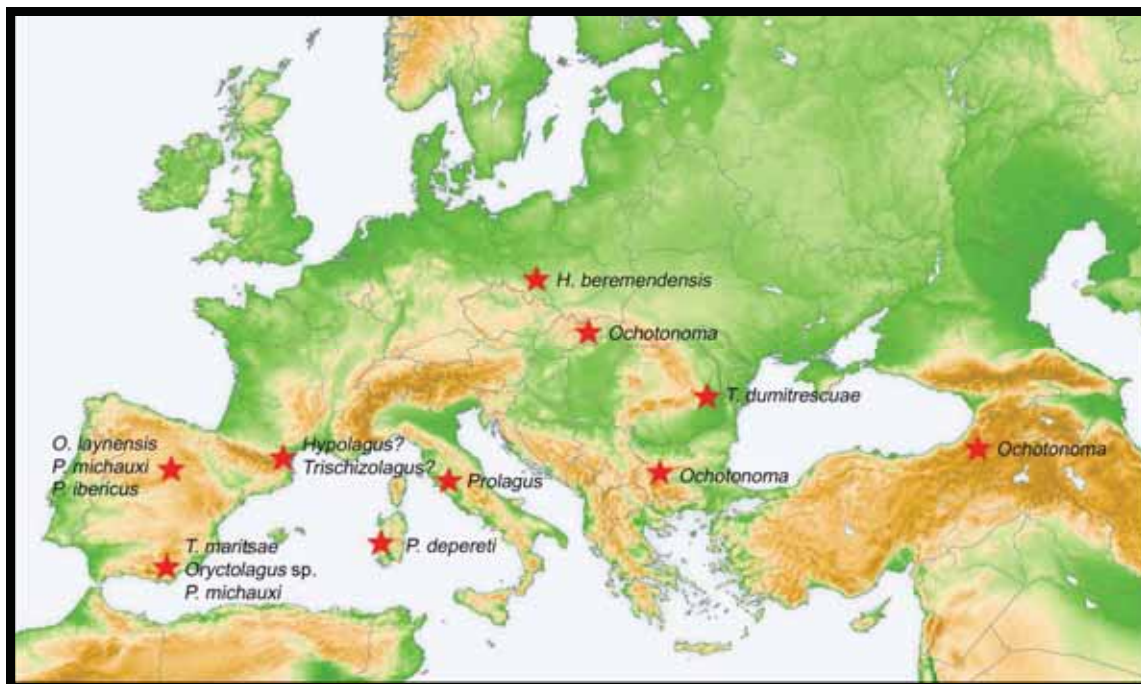 H. beremendensis
Ochotonoma
T. dumitrescuae
O. laynensis
P. michauxi
P. ibericus
Hypolagus?
Trischizolagus?
Prolagus
Ochotonoma
Ochotonoma
P. depereti
T. maritsae
Oryctolagus sp.
P. michauxi